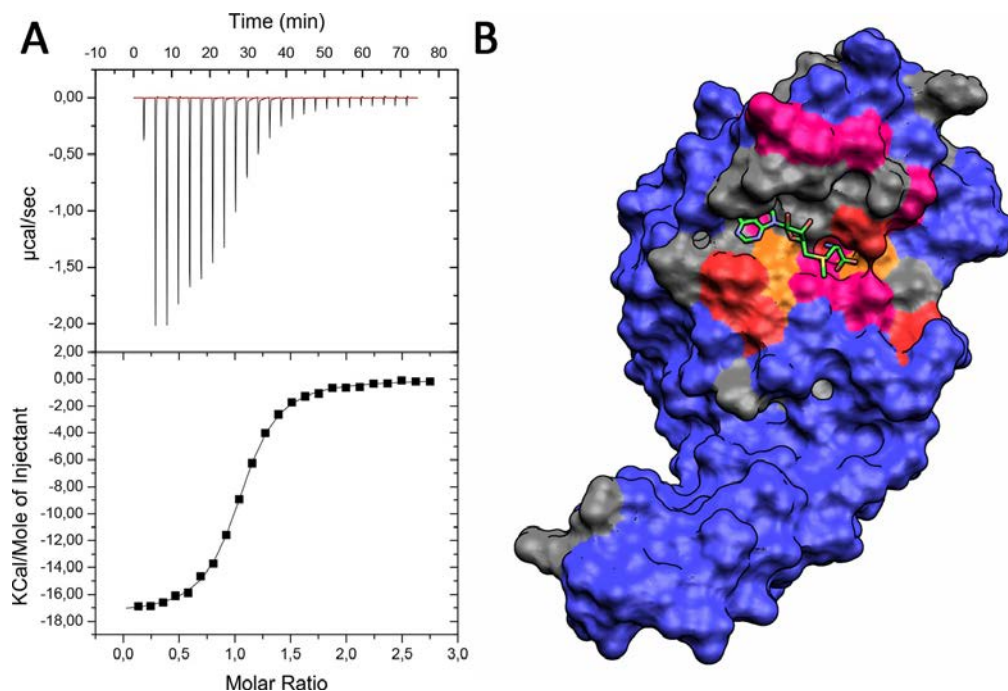 A
B
Time (min)
-10 0 10 20 30 40 50 60 70 80
0,00
-0,50
-1,00
-1,50
-2,00
µcal/sec
2,00
0,00
-2,00
-4,00
-6,00
-8,00
-10,00
-12,00
-14,00
-16,00
-18,00
KCal/Mole of Injectant
0,0 0,5 1,0 1,5 2,0 2,5 3,0
Molar Ratio